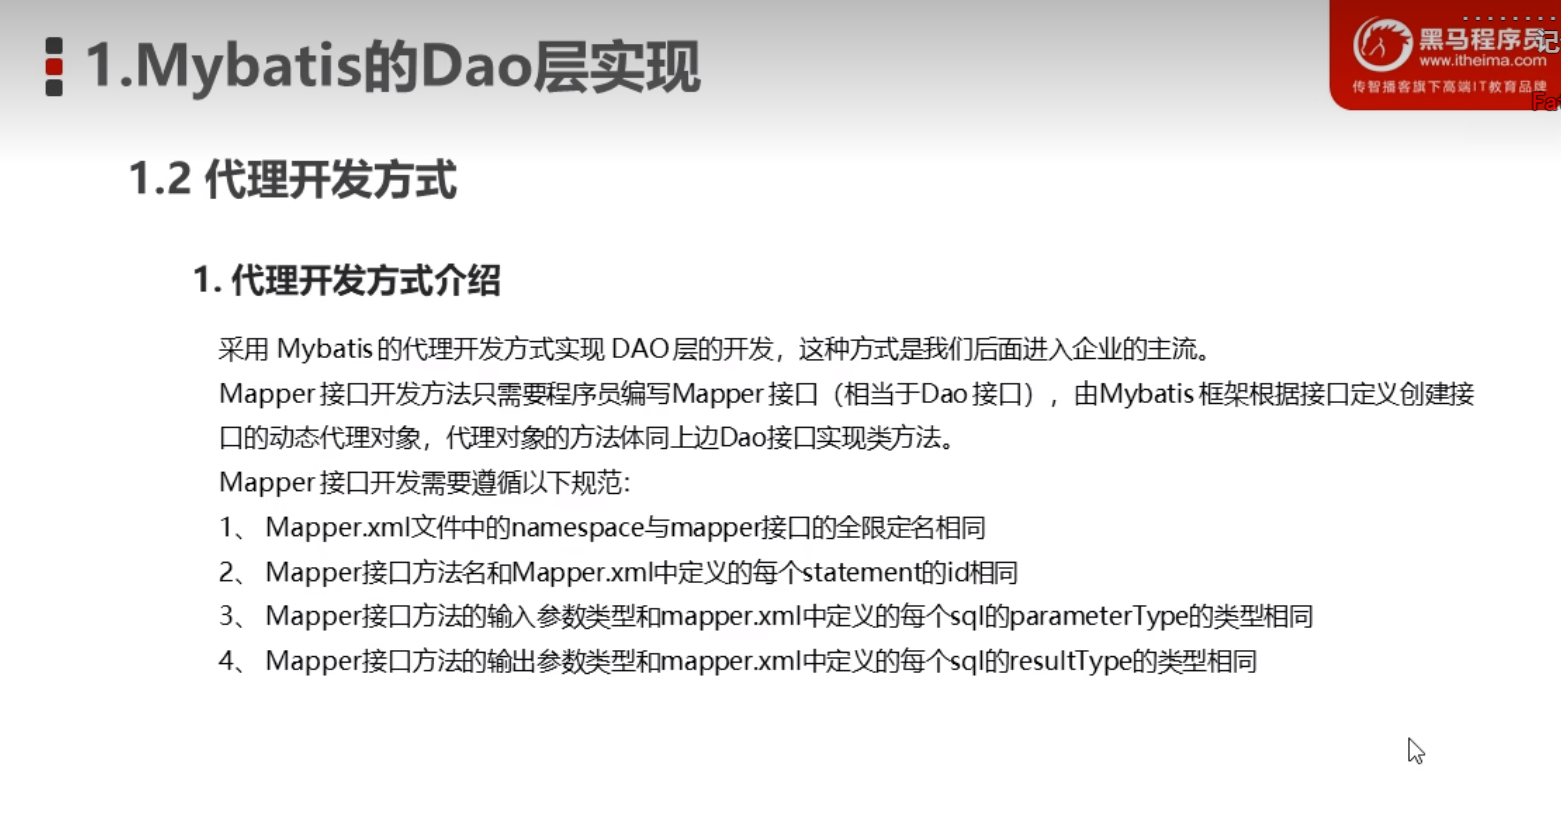 1.Mybatis的Dao层实现
黑马程序员
www.itheima.com
传智播客旗下高端IT教育品牌
1.2 代理开发方式
1. 代理开发方式介绍
采用 Mybatis 的代理开发方式实现 DAO 层的开发，这种方式是我们后面进入企业的主流。
Mapper 接口开发方法只需要程序员编写Mapper 接口（相当于Dao 接口），由Mybatis 框架根据接口定义创建接
口的动态代理对象，代理对象的方法体同上边Dao接口实现类方法。
Mapper 接口开发需要遵循以下规范：
1、 Mapper.xml文件中的namespace与mapper接口的全限定名相同
2、 Mapper接口方法名和Mapper.xml中定义的每个statement的id相同
3、 Mapper接口方法的输入参数类型和mapper.xml中定义的每个sql的parameterType的类型相同
4、 Mapper接口方法的输出参数类型和mapper.xml中定义的每个sql的resultType的类型相同